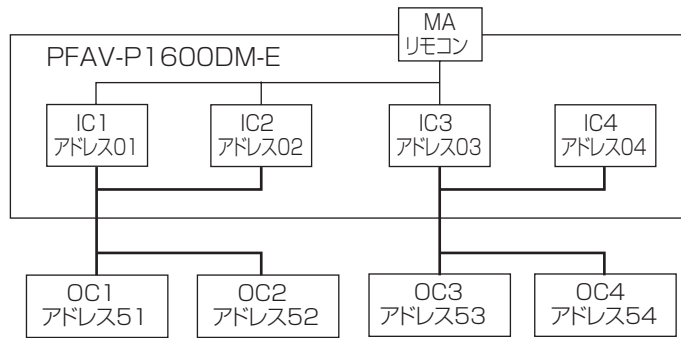 MA
リモコン
PFAV-P1600DM-E
IC1
アドレス01
IC2
アドレス02
IC3
アドレス03
IC4
アドレス04
OC1
アドレス51
OC2
アドレス52
OC3
アドレス53
OC4
アドレス54